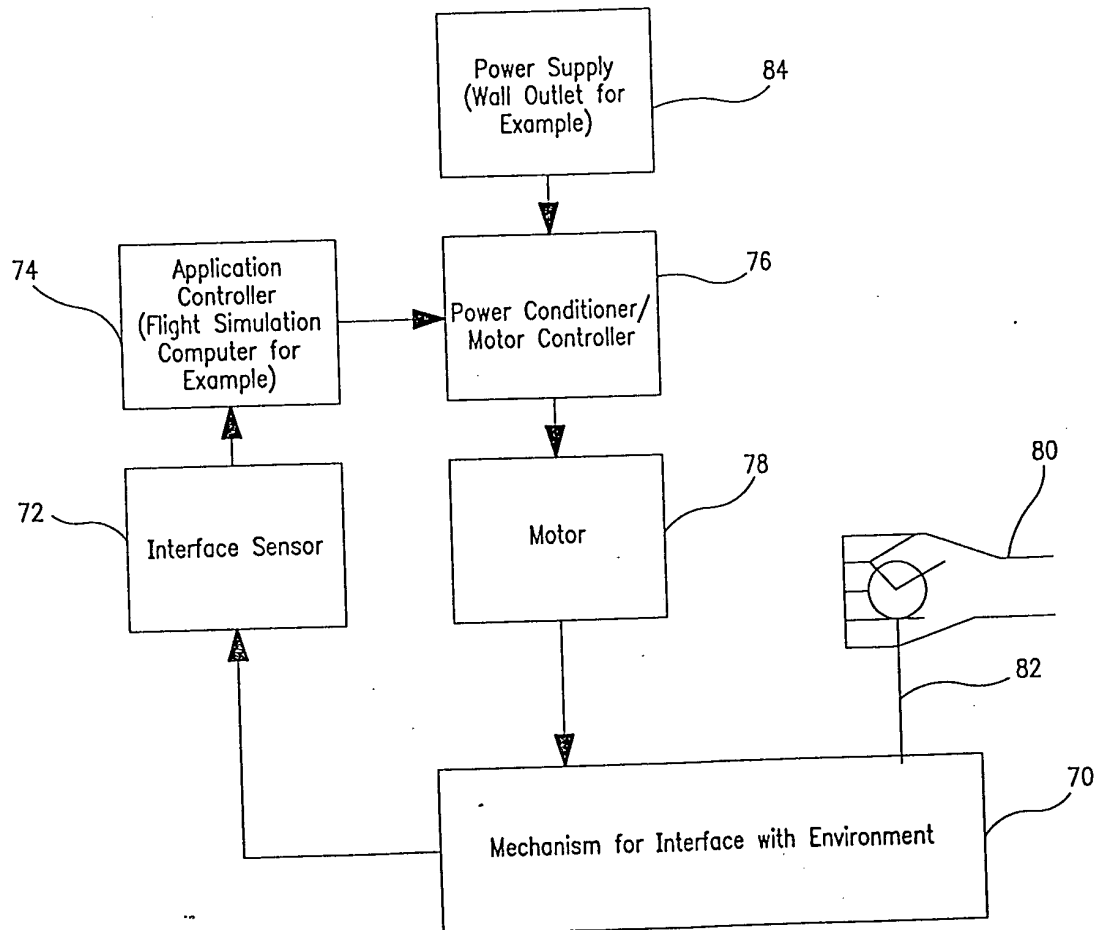 Power Supply
(Wall Outlet for
Example)
84
74
Application
Controller
(Flight Simulation
Computer for
Example)
76
Power Conditioner/
Motor Controller
72
Interface Sensor
78
Motor
80
82
70
Mechanism for Interface with Environment